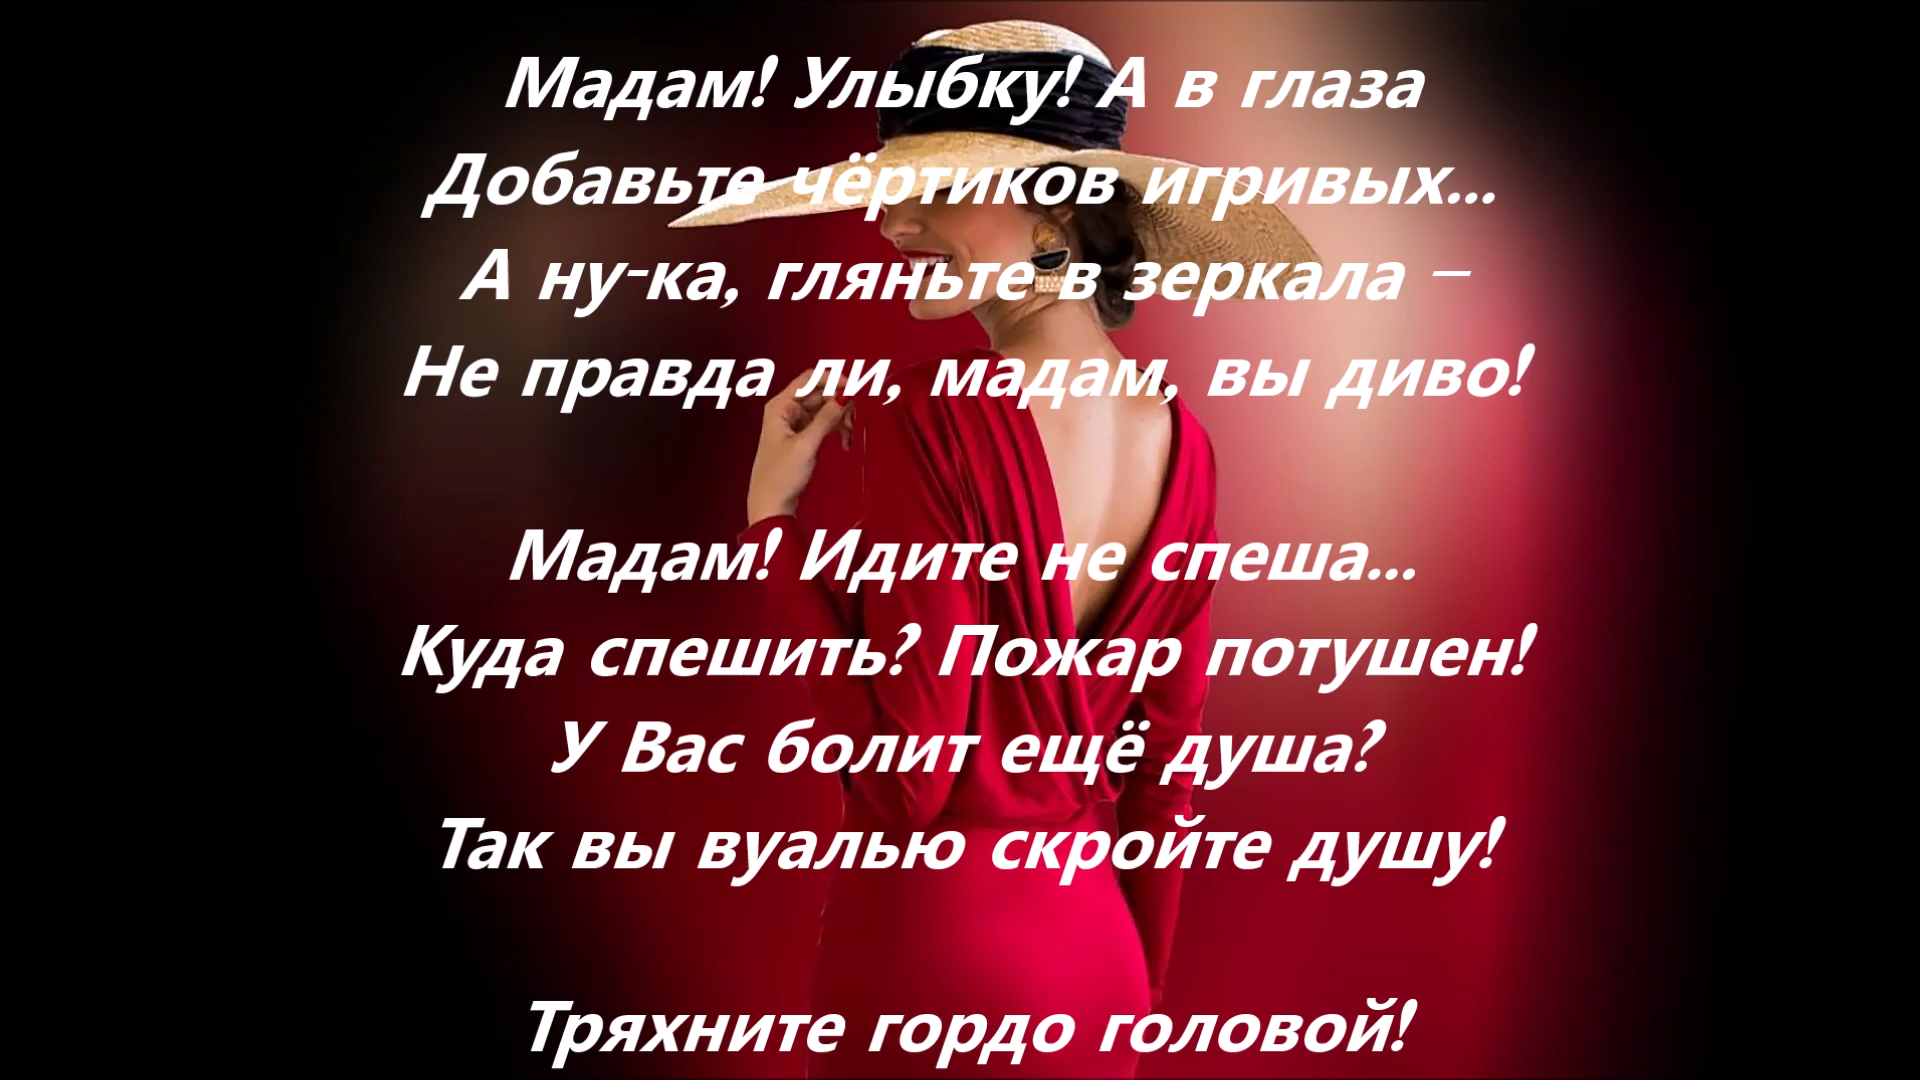 Мадам! Улыбку! А в глаза
Добавьте чёртиков игривых...
А ну-ка, гляньте в зеркала –
Не правда ли, мадам, вы диво!
Мадам! Идите не спеша...
Куда спешить? Пожар потушен!
У Вас болит ещё душа?
Так вы вуалью скройте душу!
Тряхните гордо головой!